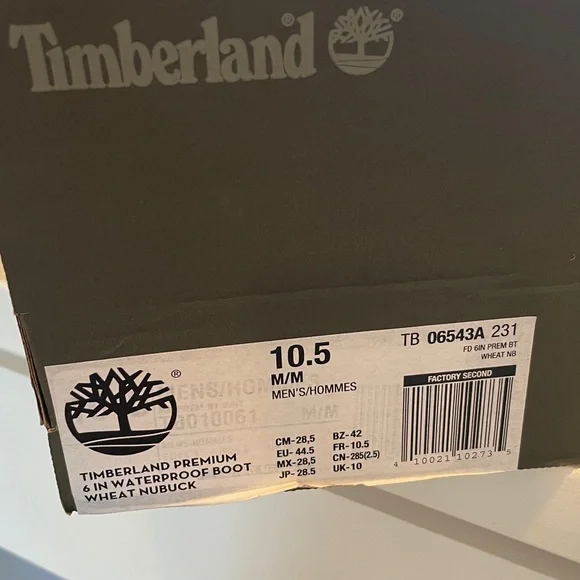 Timberland®
®
®
TIMBERLAND PREMIUM
6 IN WATERPROOF BOOT
WHEAT NUBUCK
10.5
M/M
MEN'S/HOMMES
CM-28,5 BZ-42
EU- 44.5 FR-10.5
MX-28,5 CN-285(2.5)
JP- 28.5 UK-10
TB 06543A 231
FD 6IN PREM BT
WHEAT NB
FACTORY SECOND
4 10021 10273 5
M/M